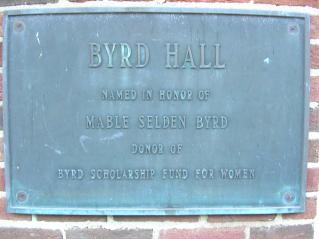 BYRD HALL
NAMED IN HONOR OF
MABLE SELDEN BYRD
DONOR OF
BYRD SCHOLARSHIP FUND FOR WOMEN